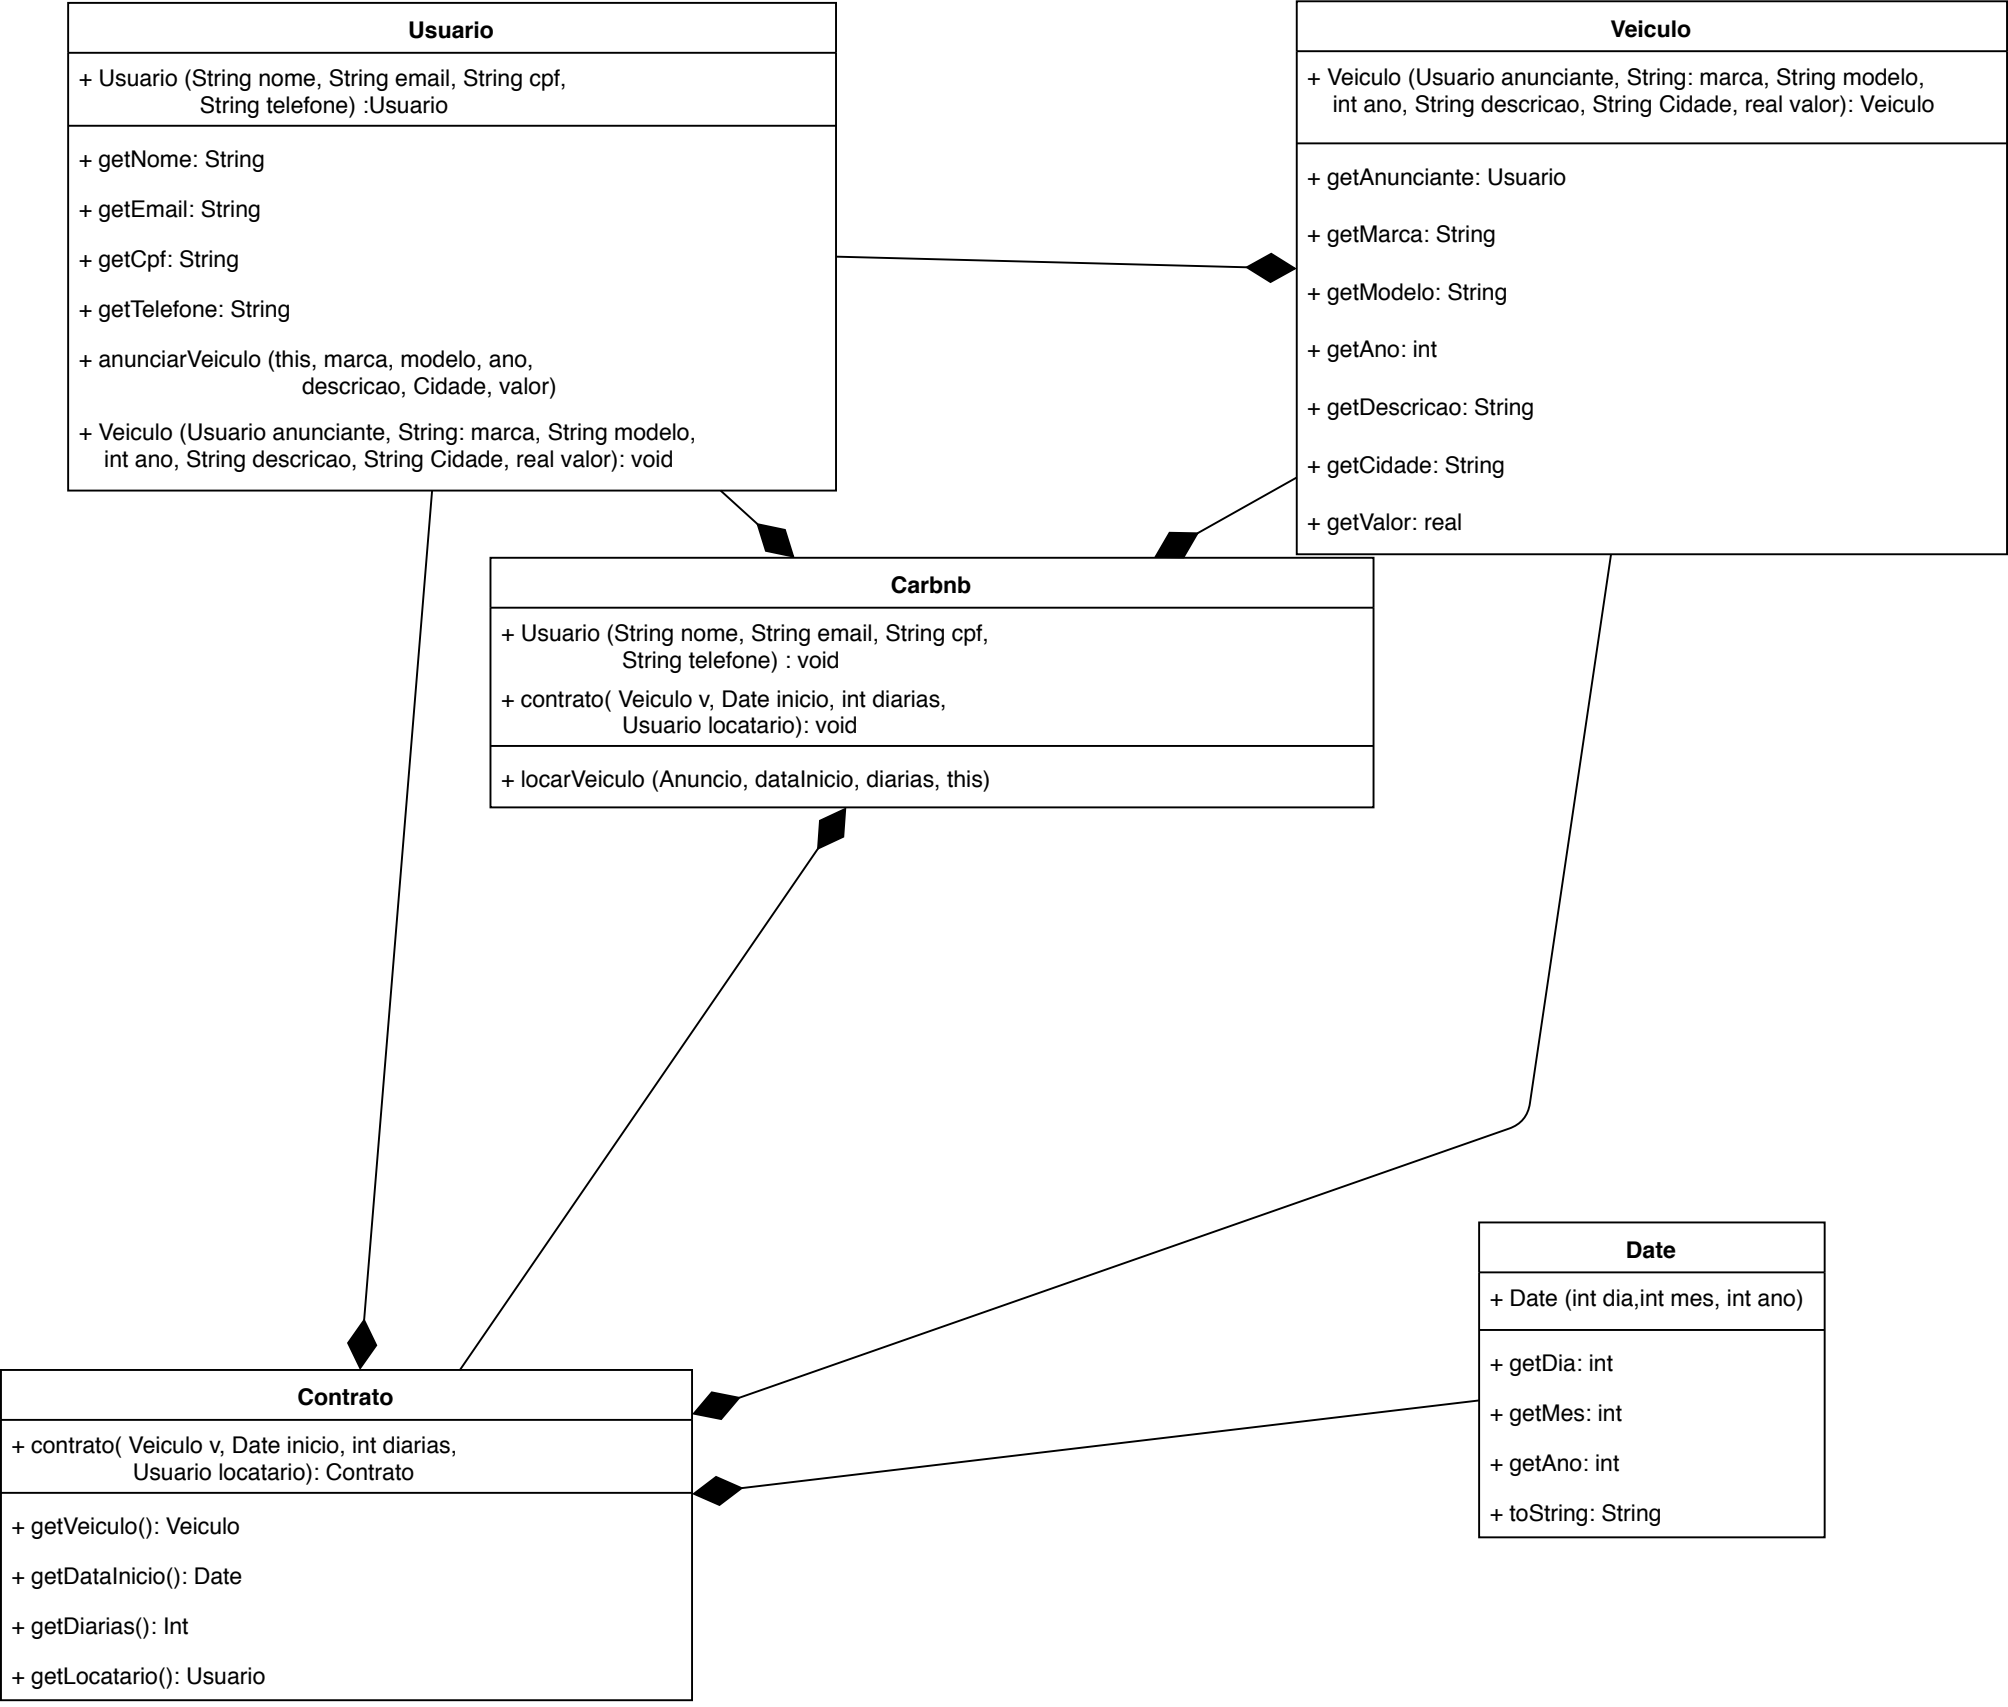 Usuario
+ Usuario (String nome, String email, String cpf,
String telefone) :Usuario
+ getNome: String
+ getEmail: String
+ getCpf: String
+ getTelefone: String
+ anunciarVeiculo (this, marca, modelo, ano,
descricao, Cidade, valor)
+ Veiculo (Usuario anunciante, String: marca, String modelo,
int ano, String descricao, String Cidade, real valor): void
Veiculo
+ Veiculo (Usuario anunciante, String: marca, String modelo,
int ano, String descricao, String Cidade, real valor): Veiculo
+ getAnunciante: Usuario
+ getMarca: String
+ getModelo: String
+ getAno: int
+ getDescricao: String
+ getCidade: String
+ getValor: real
Carbnb
+ Usuario (String nome, String email, String cpf,
String telefone) : void
+ contrato( Veiculo v, Date inicio, int diarias,
Usuario locatario): void
+ locarVeiculo (Anuncio, dataInicio, diarias, this)
Date
+ Date (int dia,int mes, int ano)
+ getDia: int
+ getMes: int
+ getAno: int
+ toString: String
Contrato
+ contrato( Veiculo v, Date inicio, int diarias,
Usuario locatario): Contrato
+ getVeiculo(): Veiculo
+ getDataInicio(): Date
+ getDiarias(): Int
+ getLocatario(): Usuario